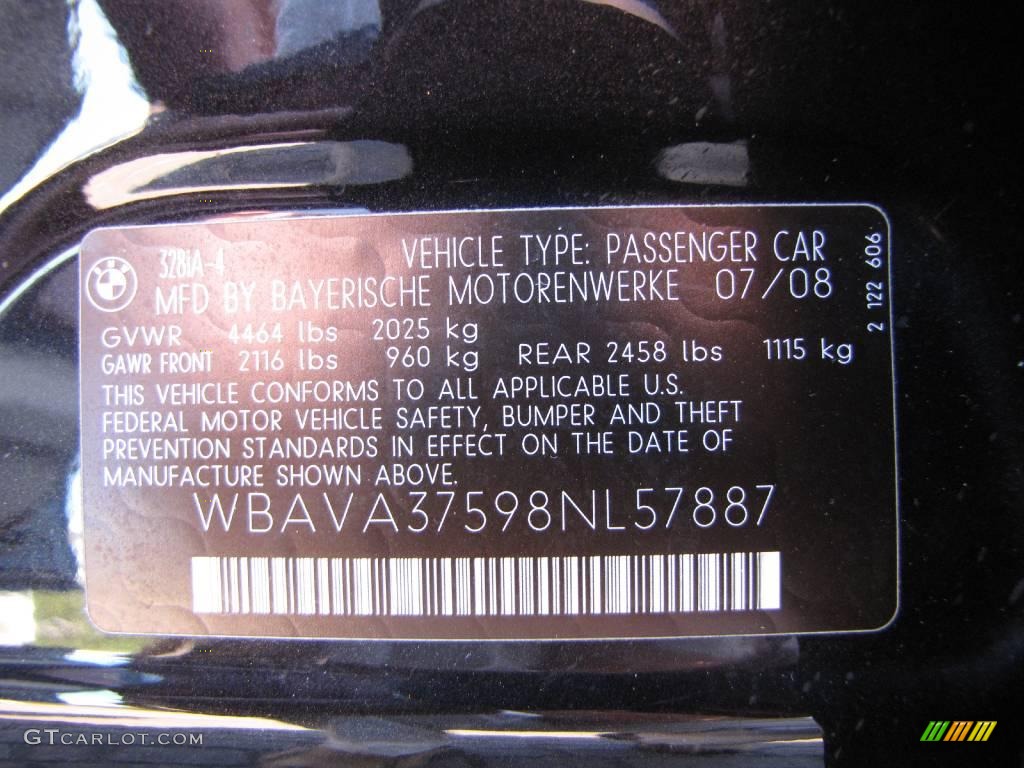 328iA-4 VEHICLE TYPE: PASSENGER CAR
MFD BY BAYERISCHE MOTORENWERKE 07/08
GVWR 4464 lbs 2025 kg
GAWR FRONT 2116 lbs 960 kg REAR 2458 lbs 1115 kg
THIS VEHICLE CONFORMS TO ALL APPLICABLE U.S.
FEDERAL MOTOR VEHICLE SAFETY, BUMPER AND THEFT
PREVENTION STANDARDS IN EFFECT ON THE DATE OF
MANUFACTURE SHOWN ABOVE.
WBAVA37598NL57887
2 122 606
BMW
GTCARLOT.COM